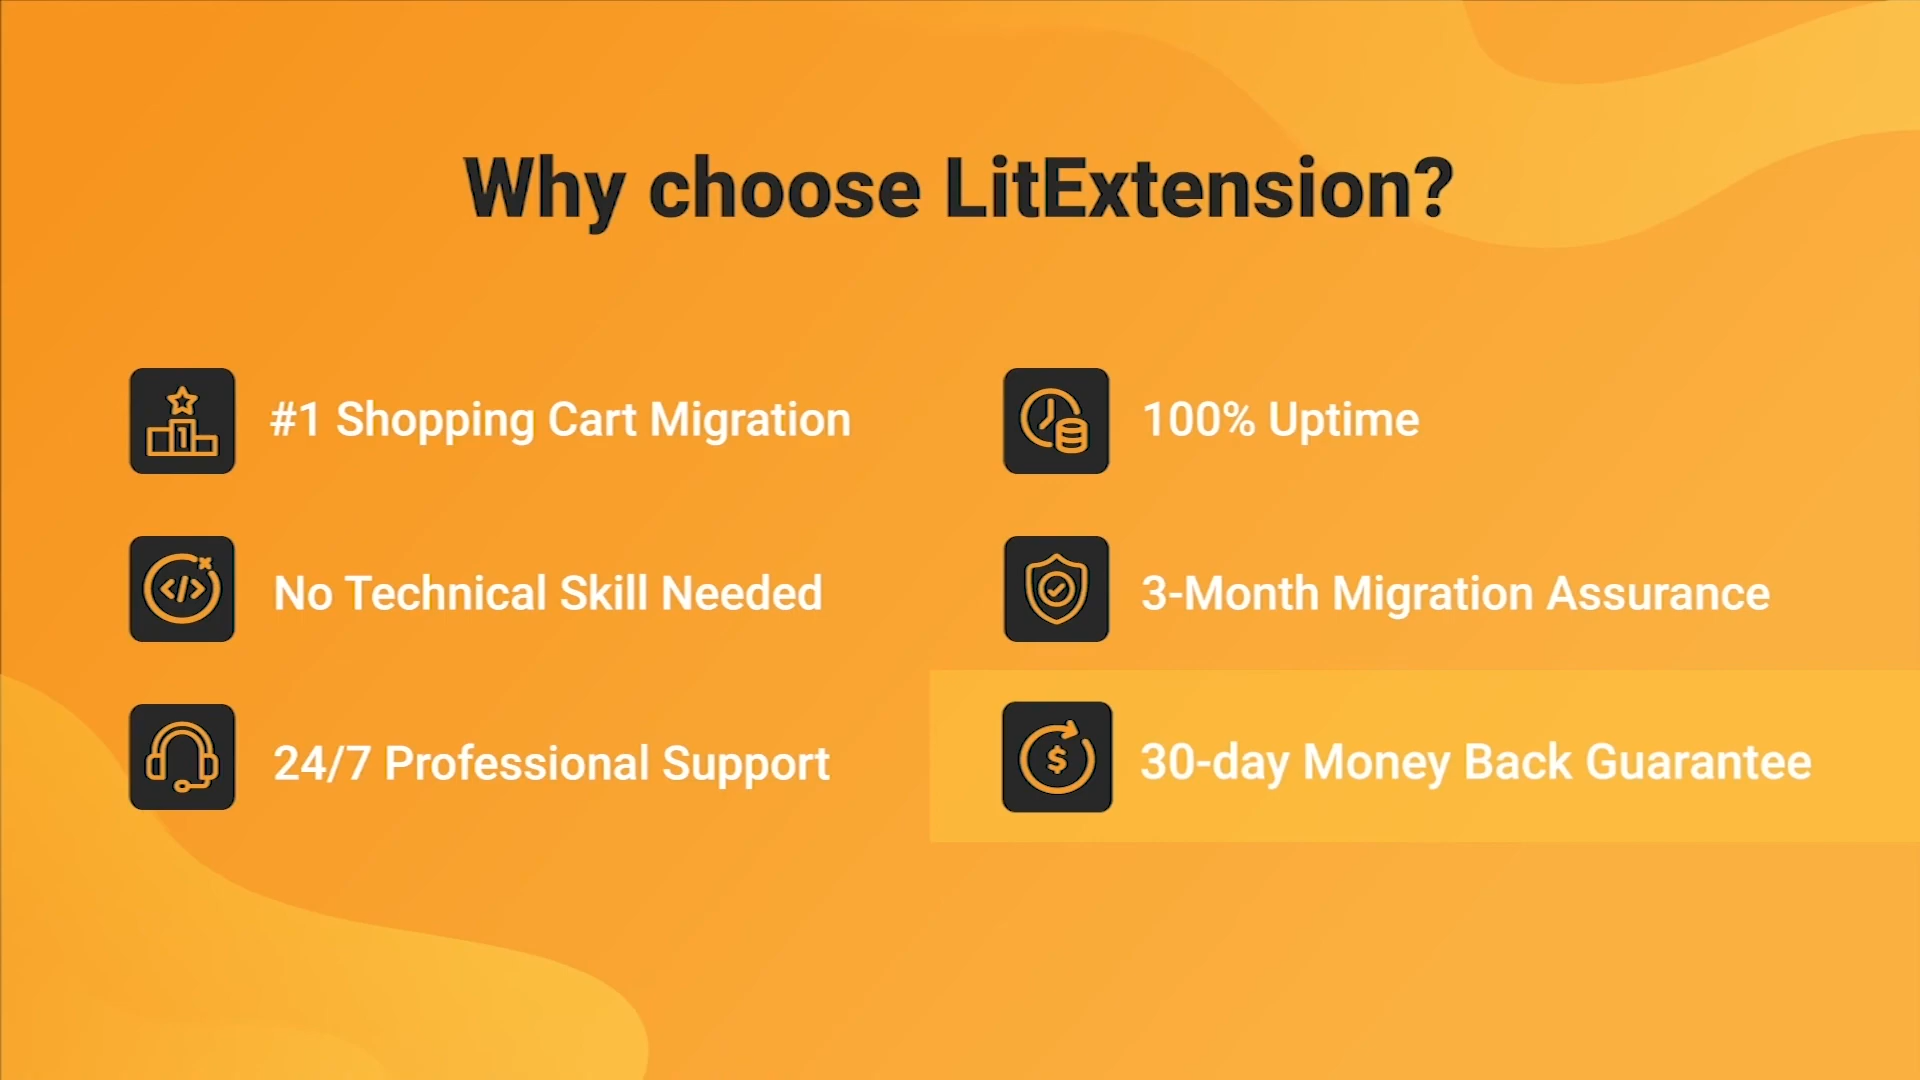 Why choose LitExtension?
1
#1 Shopping Cart Migration
100% Uptime
</>
No Technical Skill Needed
3-Month Migration Assurance
24/7 Professional Support
$
30-day Money Back Guarantee